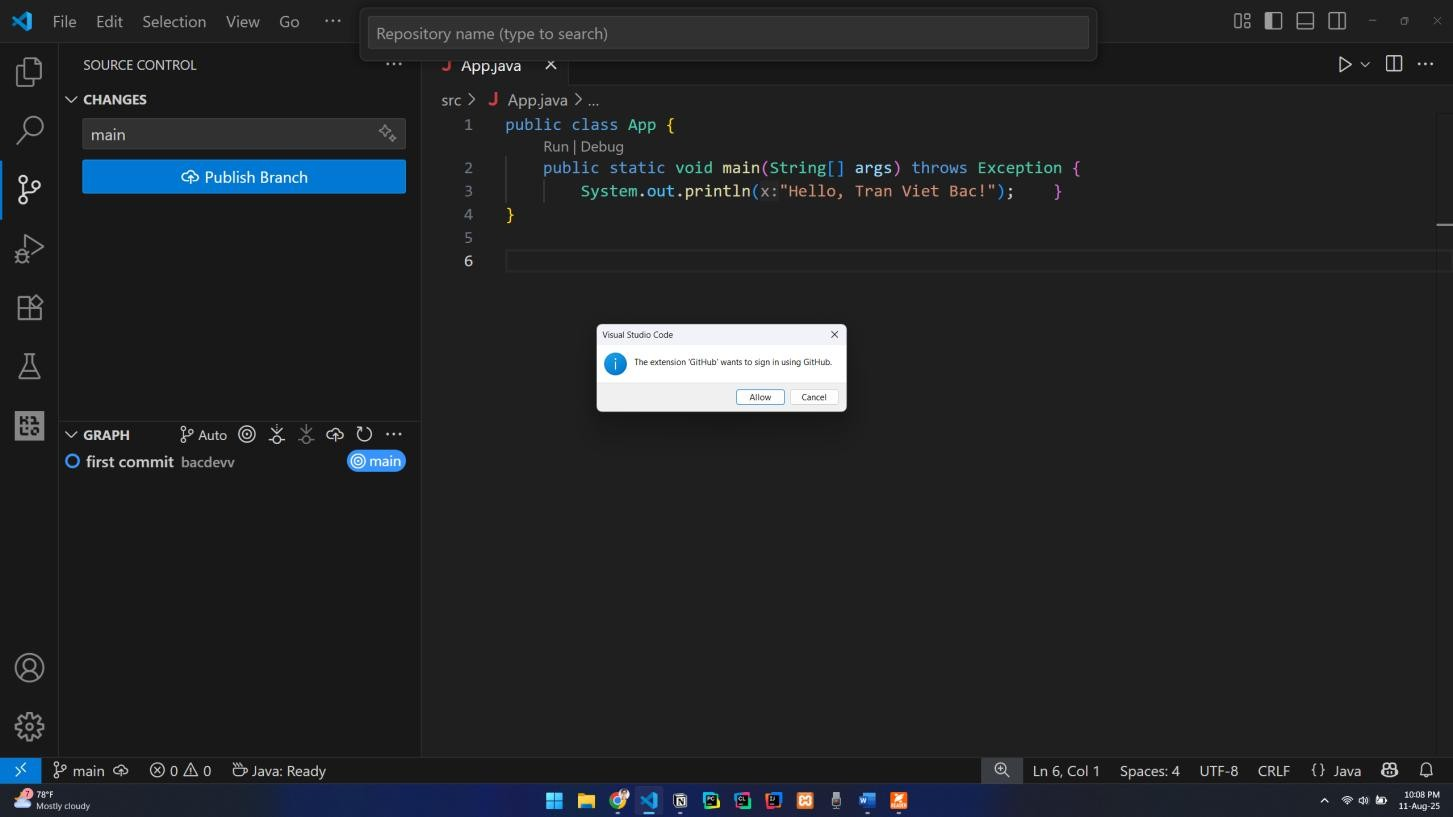 File Edit Selection View Go ···
Repository name (type to search)
SOURCE CONTROL ···
CHANGES
main
Publish Branch
GRAPH Auto ···
first commit bacdevv main
J App.java ×
src > J App.java > ...
1 public class App {
Run | Debug
2 public static void main(String[] args) throws Exception {
3 System.out.println(x:"Hello, Tran Viet Bac!"); }
4 }
5
6
Visual Studio Code
The extension 'GitHub' wants to sign in using GitHub.
Allow Cancel
main 0 0 Java: Ready
Ln 6, Col 1 Spaces: 4 UTF-8 CRLF {} Java
78°F
Mostly cloudy
10:08 PM
11-Aug-25